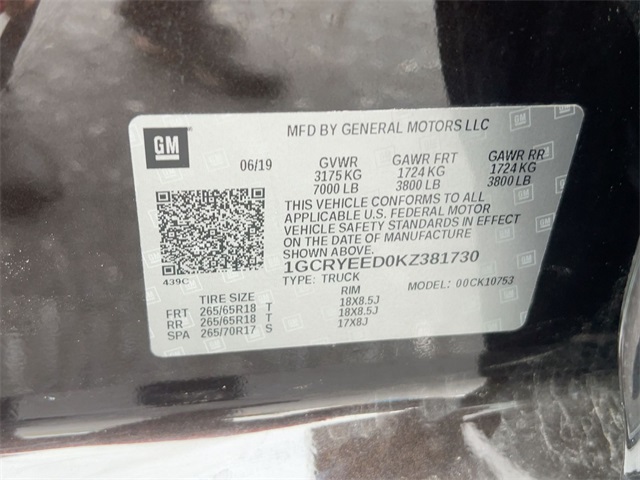 GM
MFD BY GENERAL MOTORS LLC
06/19 GVWR GAWR FRT GAWR RR
3175 KG 1724 KG 1724 KG
7000 LB 3800 LB 3800 LB
THIS VEHICLE CONFORMS TO ALL
APPLICABLE U.S. FEDERAL MOTOR
VEHICLE SAFETY STANDARDS IN EFFECT
ON THE DATE OF MANUFACTURE
SHOWN ABOVE.
1GCRYEED0KZ381730
439C TYPE: TRUCK MODEL: 00CK10753
TIRE SIZE RIM
FRT 265/65R18 T 18X8.5J
RR 265/65R18 T 18X8.5J
SPA 265/70R17 S 17X8J